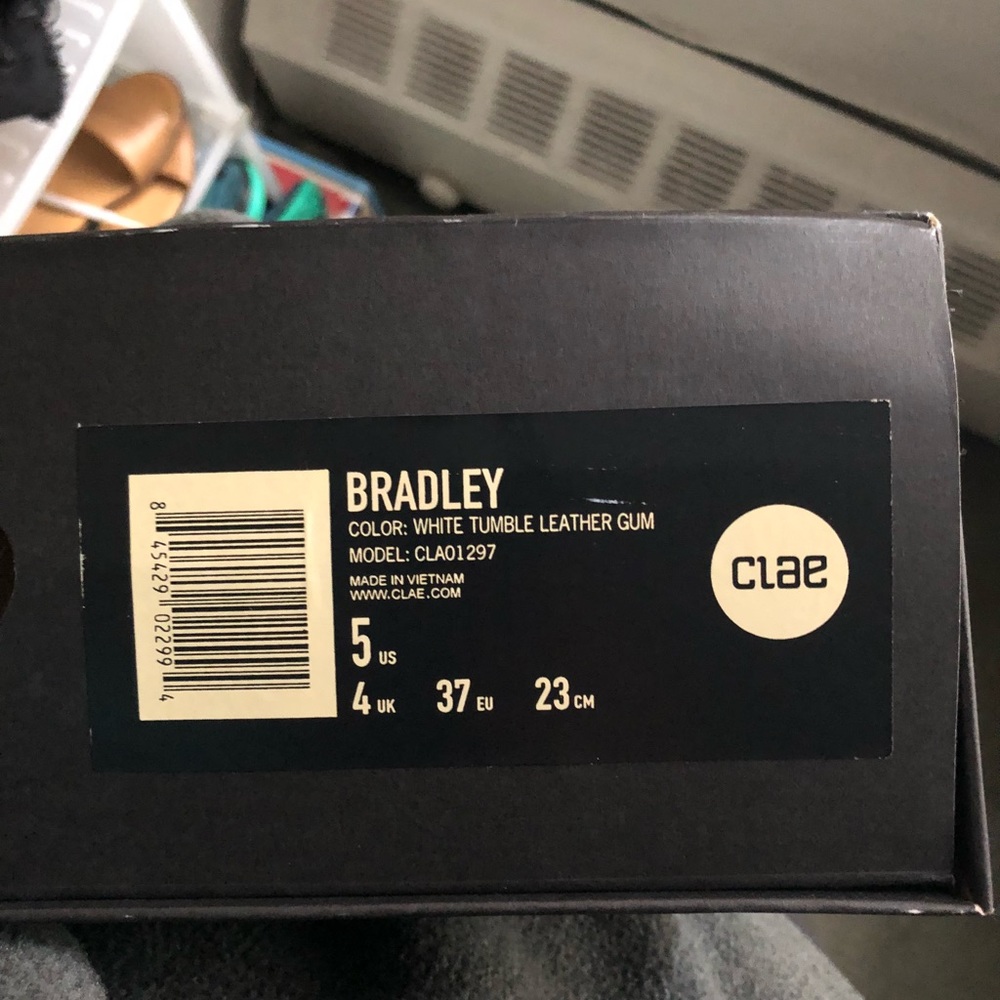 BRADLEY
COLOR: WHITE TUMBLE LEATHER GUM
MODEL: CLA01297
MADE IN VIETNAM
WWW.CLAE.COM
5 US
4 UK 37 EU 23 CM
8 45429 02299 4
CLAE